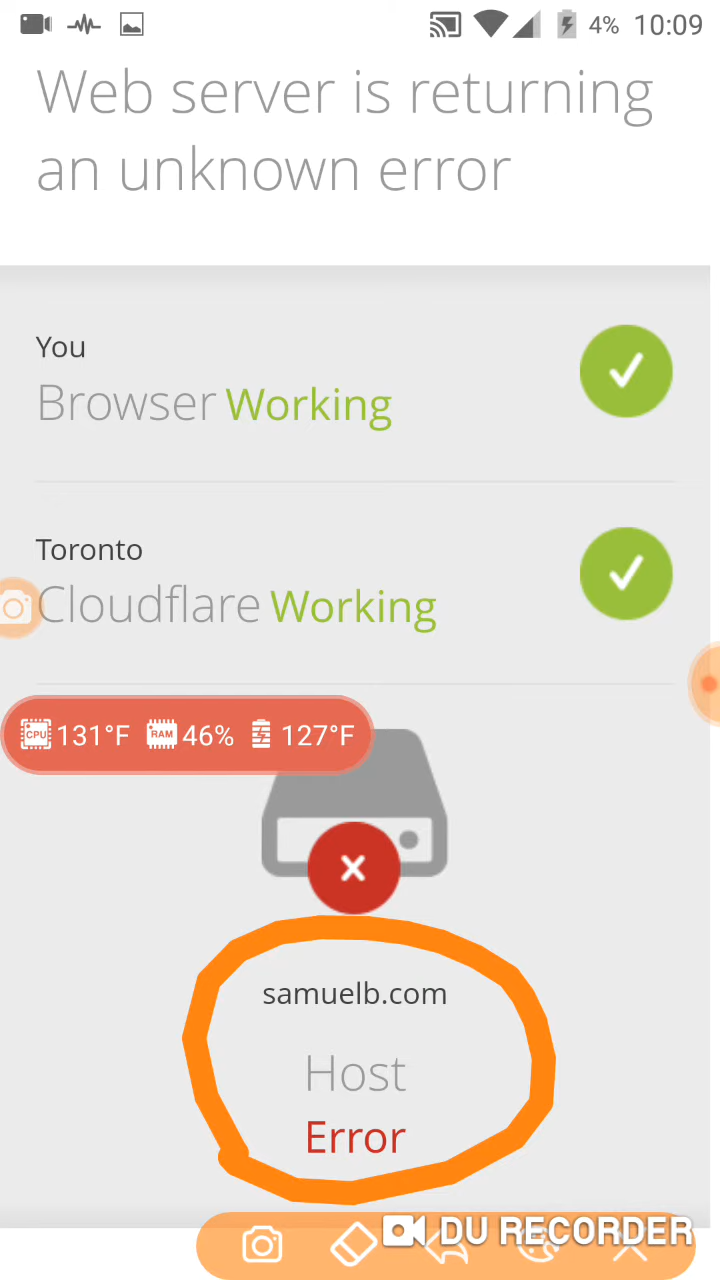 4% 10:09
Web server is returning
an unknown error
You
Browser Working
Toronto
Cloudflare Working
CPU 131°F RAM 46% 127°F
samuelb.com
Host
Error
DU RECORDER